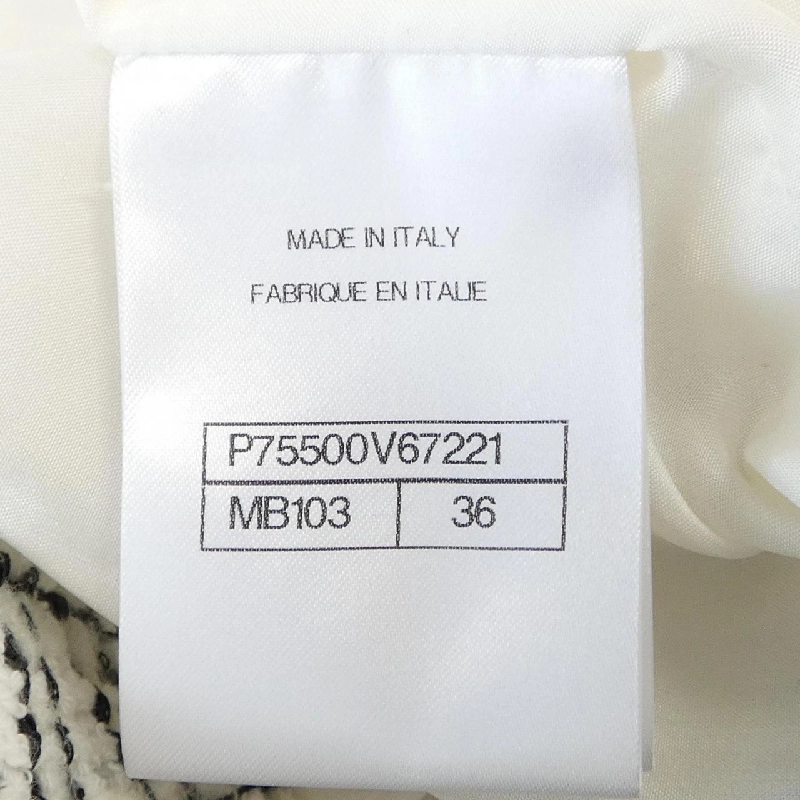 MADE IN ITALY
FABRIQUE EN ITALIE
P75500V67221
MB103 36